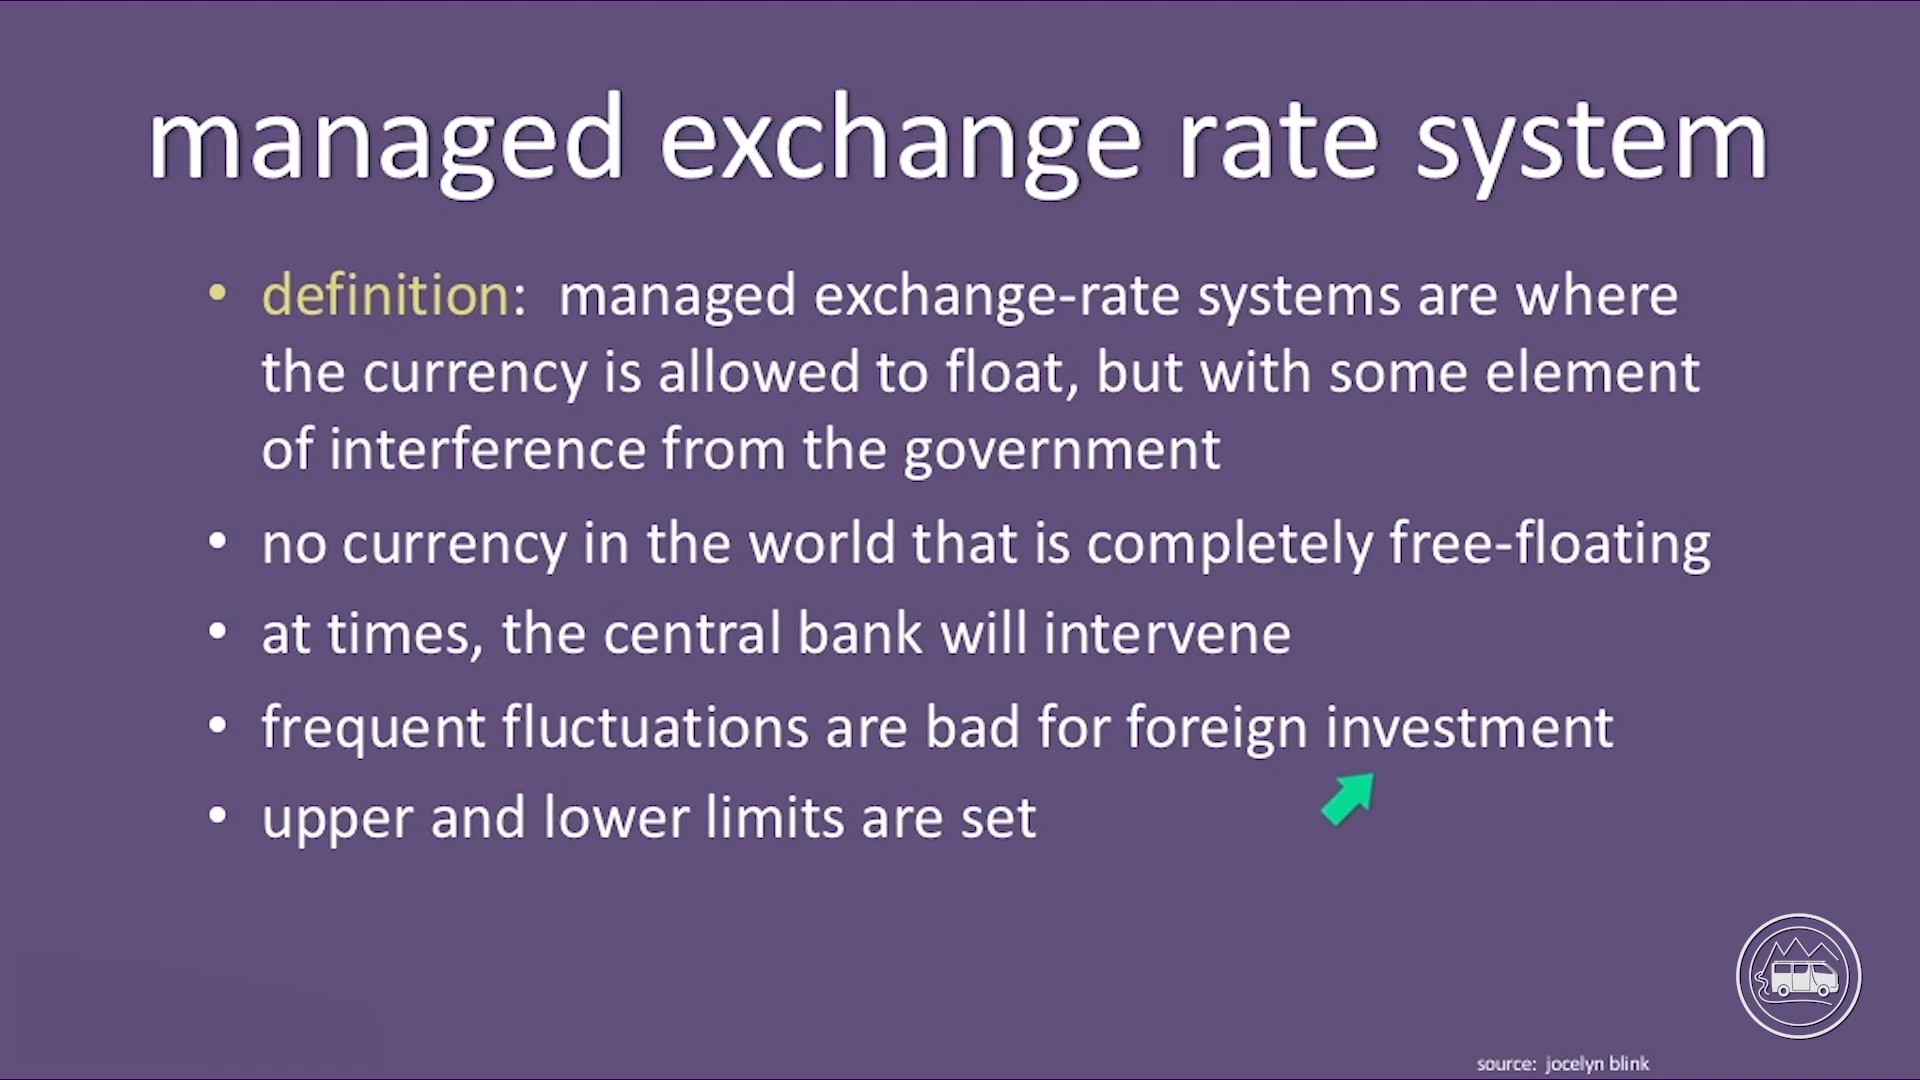 managed exchange rate system
• definition:  managed exchange-rate systems are where
the currency is allowed to float, but with some element
of interference from the government
• no currency in the world that is completely free-floating
• at times, the central bank will intervene
• frequent fluctuations are bad for foreign investment
• upper and lower limits are set
source:  jocelyn blink